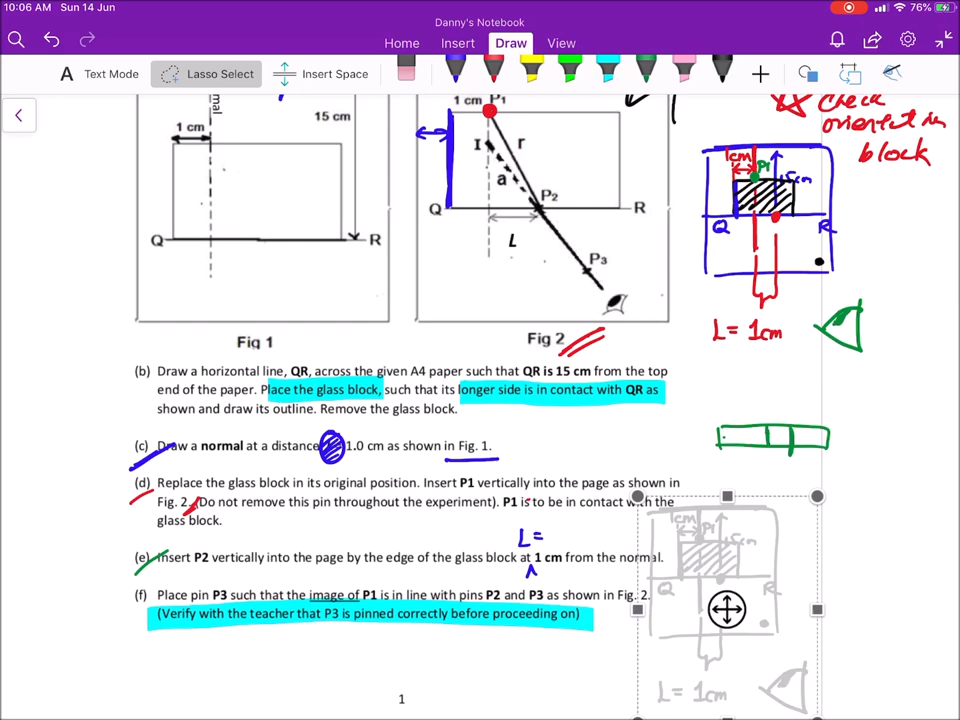 10:06 AM Sun 14 Jun
76%
Danny's Notebook
Home Insert Draw View
A Text Mode Lasso Select Insert Space
mal
1 cm
15 cm
Q R
Fig 1
1 cm P1
I r
a
P2
Q R
L
P3
Fig 2
check
orient
block
1cm P1 15cm
Q R
L= 1cm
(b) Draw a horizontal line, QR, across the given A4 paper such that QR is 15 cm from the top
end of the paper. Place the glass block, such that its longer side is in contact with QR as
shown and draw its outline. Remove the glass block.
(c) Draw a normal at a distance 1.0 cm as shown in Fig. 1.
(d) Replace the glass block in its original position. Insert P1 vertically into the page as shown in
Fig. 2. (Do not remove this pin throughout the experiment). P1 is to be in contact with the
glass block.
L=
(e) Insert P2 vertically into the page by the edge of the glass block at 1 cm from the normal.
(f) Place pin P3 such that the image of P1 is in line with pins P2 and P3 as shown in Fig. 2.
(Verify with the teacher that P3 is pinned correctly before proceeding on)
1cm P1 15cm
Q R
L= 1cm
1